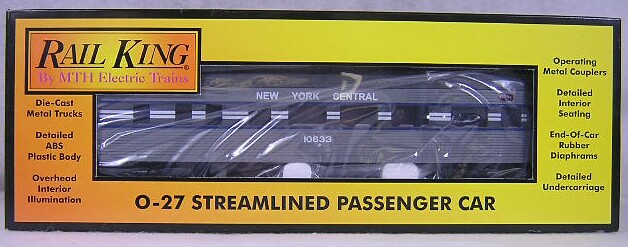 RAIL KING
By MTH Electric Trains
Die-Cast
Metal Trucks
Detailed
ABS
Plastic Body
Overhead
Interior
Illumination
NEW YORK CENTRAL
10633
Operating
Metal Couplers
Detailed
Interior
Seating
End-Of-Car
Rubber
Diaphrams
Detailed
Undercarriage
O-27 STREAMLINED PASSENGER CAR